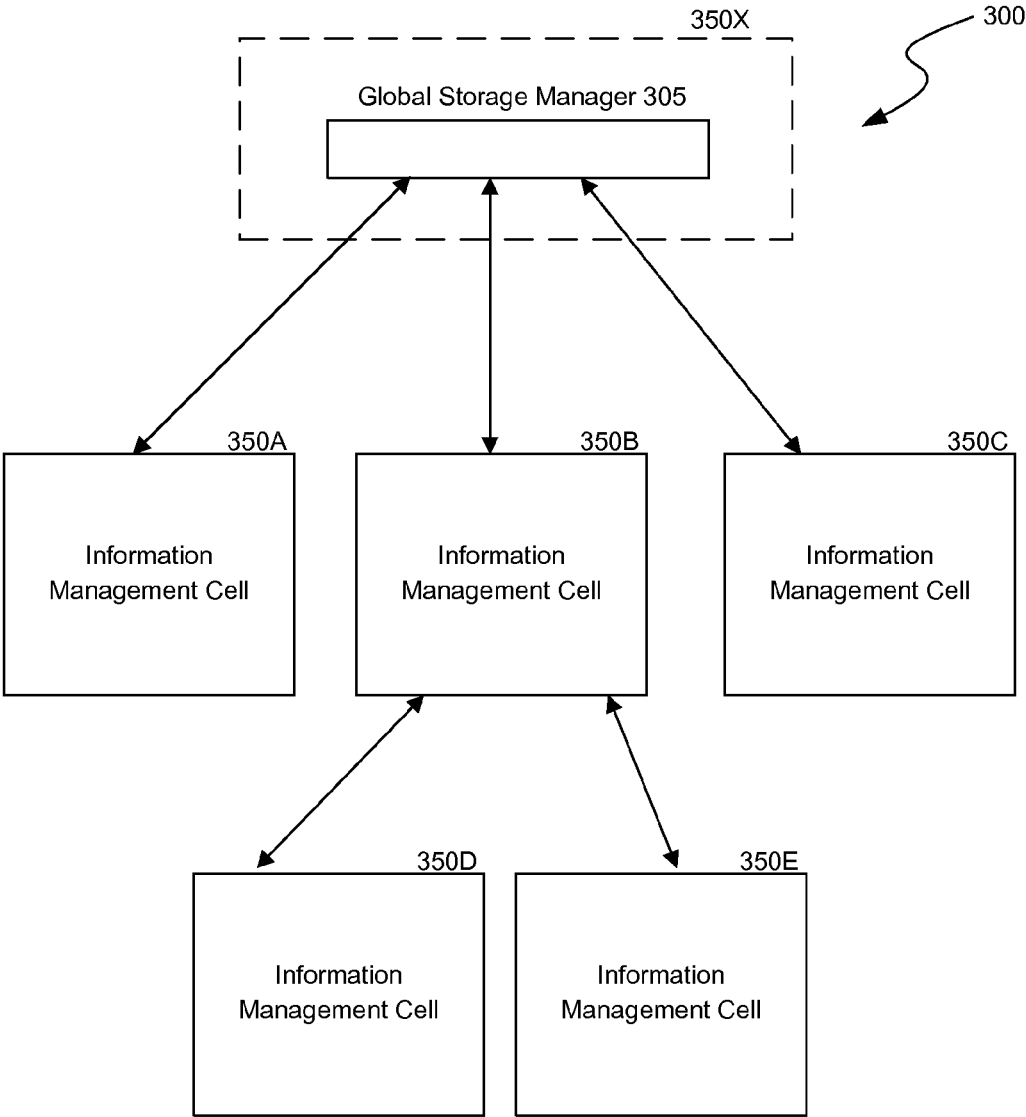 350X
300
Global Storage Manager 305
350A
350B
350C
Information
Management Cell
Information
Management Cell
Information
Management Cell
350D
350E
Information
Management Cell
Information
Management Cell